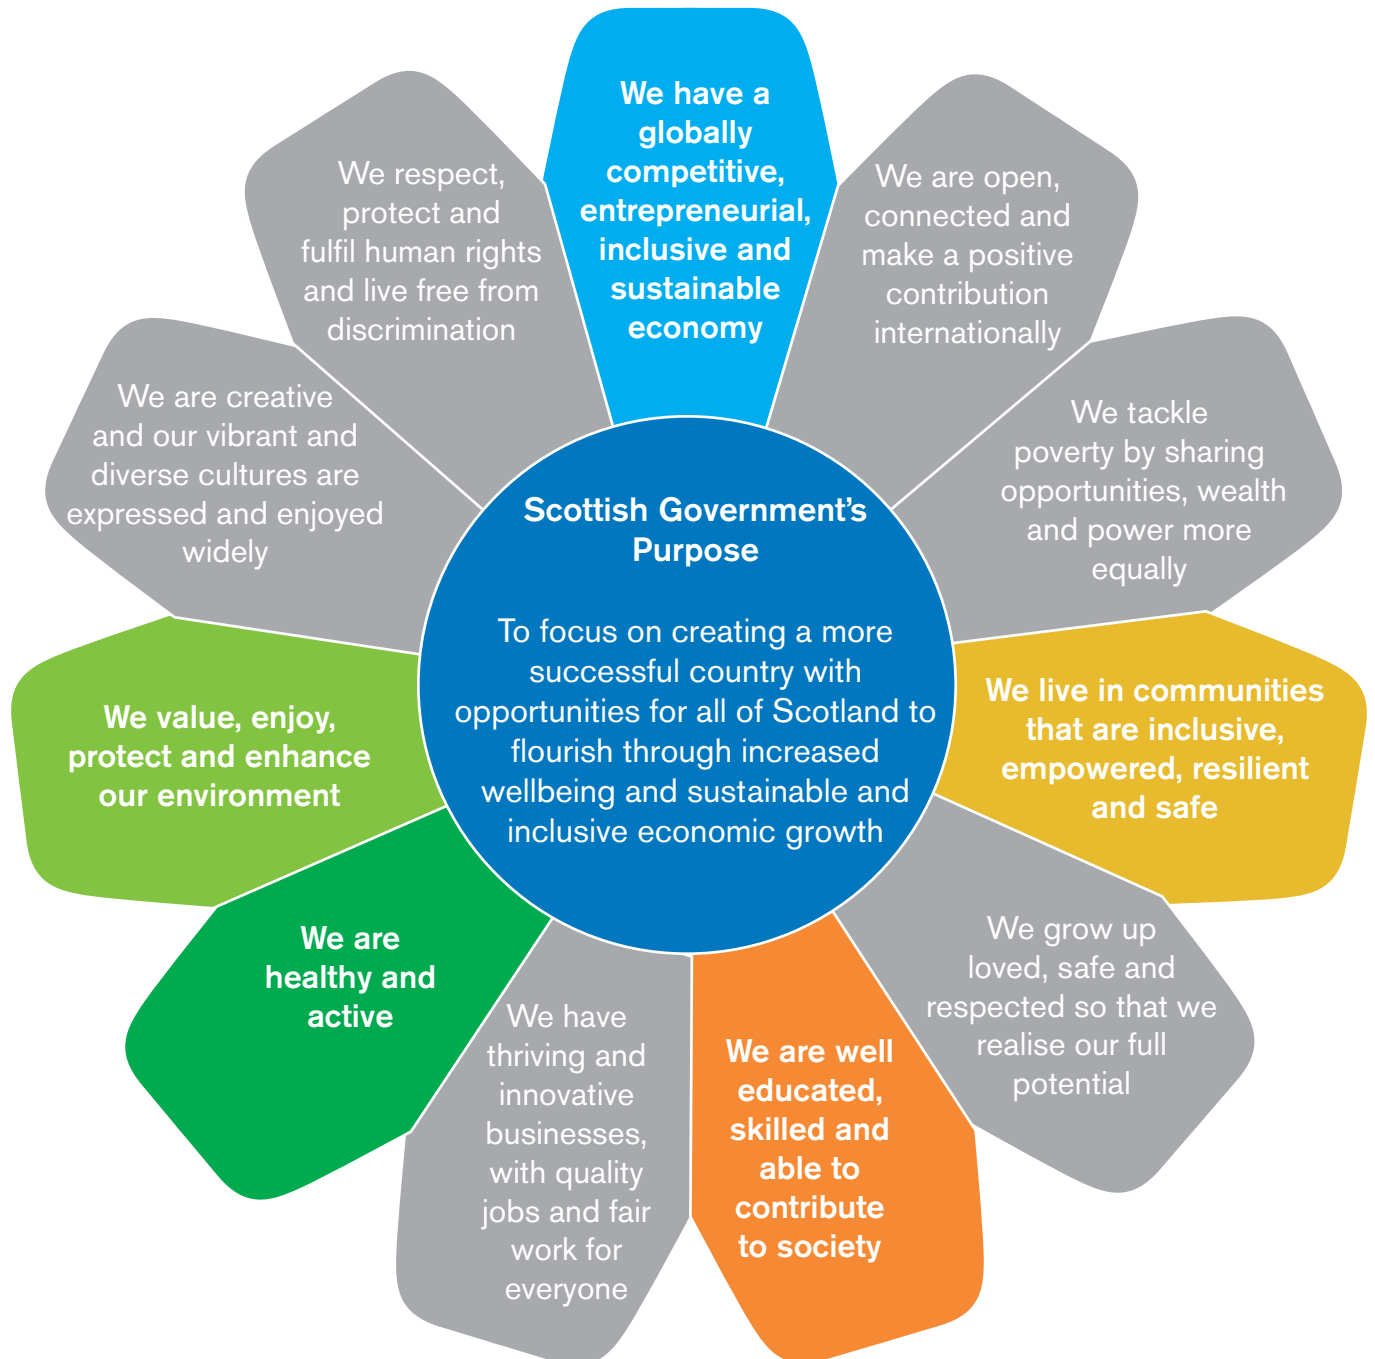 We have a
globally
competitive,
entrepreneurial,
inclusive and
sustainable
economy
We are open,
connected and
make a positive
contribution
internationally
We tackle
poverty by sharing
opportunities, wealth
and power more
equally
We live in communities
that are inclusive,
empowered, resilient
and safe
We grow up
loved, safe and
respected so that we
realise our full
potential
We are well
educated,
skilled and
able to
contribute
to society
We have
thriving and
innovative
businesses,
with quality
jobs and fair
work for
everyone
We are
healthy and
active
We value, enjoy,
protect and enhance
our environment
We are creative
and our vibrant and
diverse cultures are
expressed and enjoyed
widely
We respect,
protect and
fulfil human rights
and live free from
discrimination
Scottish Government's
Purpose
To focus on creating a more
successful country with
opportunities for all of Scotland to
flourish through increased
wellbeing and sustainable and
inclusive economic growth